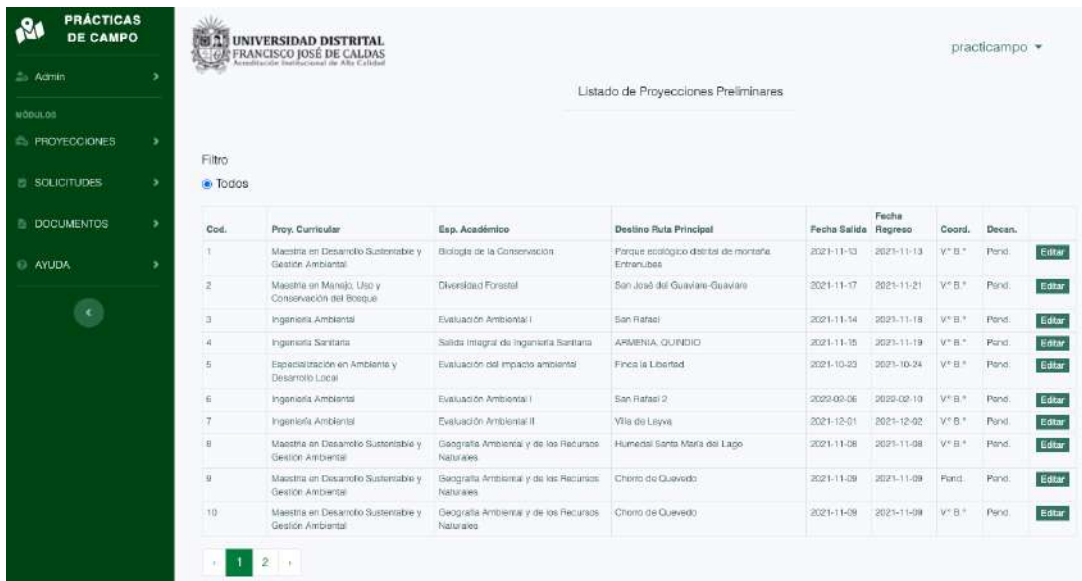 PRÁCTICAS
DE CAMPO
Admin
MÓDULOS
PROYECCIONES
SOLICITUDES
DOCUMENTOS
AYUDA
UNIVERSIDAD DISTRITAL
FRANCISCO JOSÉ DE CALDAS
Acreditación Institucional de Alta Calidad
practicampo
Listado de Proyecciones Preliminares
Filtro
Todos
Cod. Proy. Curricular Esp. Académico Destino Ruta Principal Fecha Salida Fecha Regreso Coord. Decan.
1 Maestría en Desarrollo Sustentable y Gestión Ambiental Biología de la Conservación Parque ecológico distrital de montaña Entrenubes 2021-11-13 2021-11-13 V.° B.° Pend. Editar
2 Maestría en Manejo, Uso y Conservación del Bosque Diversidad Forestal San José del Guaviare-Guaviare 2021-11-17 2021-11-21 V.° B.° Pend. Editar
3 Ingeniería Ambiental Evaluación Ambiental I San Rafael 2021-11-14 2021-11-18 V.° B.° Pend. Editar
4 Ingeniería Sanitaria Salida Integral de Ingeniería Sanitaria ARMENIA, QUINDIO 2021-11-15 2021-11-19 V.° B.° Pend. Editar
5 Especialización en Ambiente y Desarrollo Local Evaluación del impacto ambiental Finca la Libertad 2021-10-23 2021-10-24 V.° B.° Pend. Editar
6 Ingeniería Ambiental Evaluación Ambiental I San Rafael 2 2022-02-06 2022-02-10 V.° B.° Pend. Editar
7 Ingeniería Ambiental Evaluación Ambiental II Villa de Leyva 2021-12-01 2021-12-02 V.° B.° Pend. Editar
8 Maestría en Desarrollo Sustentable y Gestión Ambiental Geografía Ambiental y de los Recursos Naturales Humedal Santa María del Lago 2021-11-08 2021-11-08 V.° B.° Pend. Editar
9 Maestría en Desarrollo Sustentable y Gestión Ambiental Geografía Ambiental y de los Recursos Naturales Chorro de Quevedo 2021-11-09 2021-11-09 Pend. Pend. Editar
10 Maestría en Desarrollo Sustentable y Gestión Ambiental Geografía Ambiental y de los Recursos Naturales Chorro de Quevedo 2021-11-09 2021-11-09 V.° B.° Pend. Editar
‹ 1 2 ›